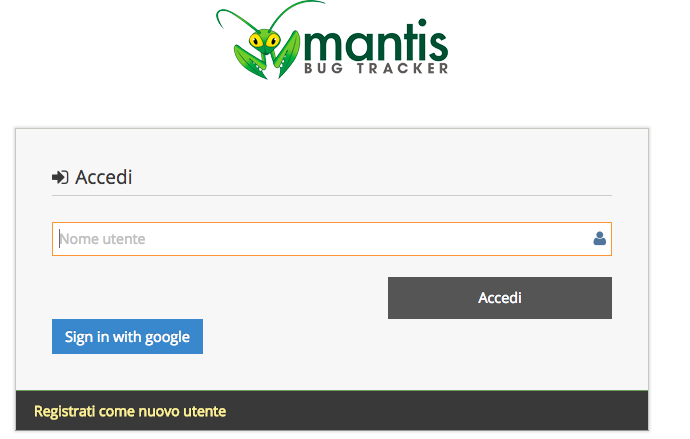 mantis
BUG TRACKER
Accedi
Nome utente
Accedi
Sign in with google
Registrati come nuovo utente